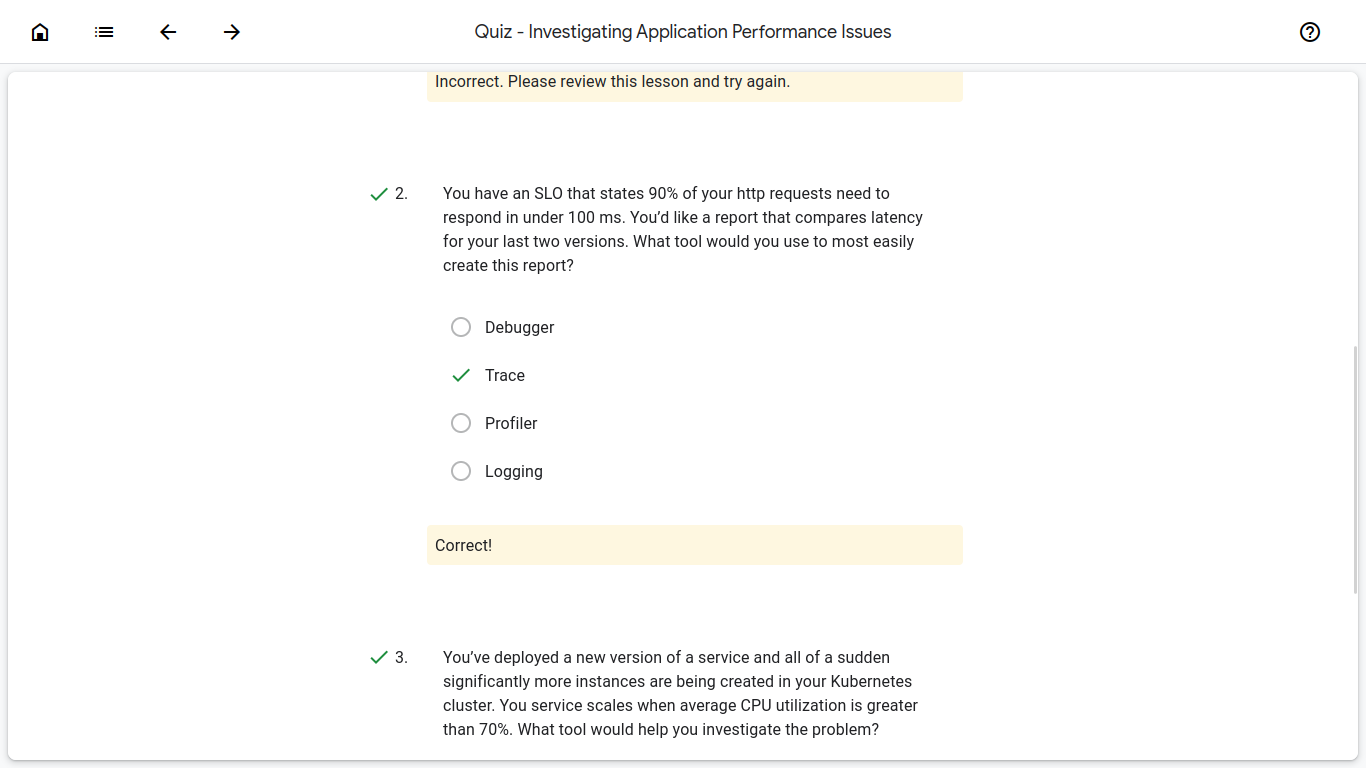 Quiz - Investigating Application Performance Issues
Incorrect. Please review this lesson and try again.
2.
You have an SLO that states 90% of your http requests need to
respond in under 100 ms. You’d like a report that compares latency
for your last two versions. What tool would you use to most easily
create this report?
Debugger
Trace
Profiler
Logging
Correct!
3.
You’ve deployed a new version of a service and all of a sudden
significantly more instances are being created in your Kubernetes
cluster. You service scales when average CPU utilization is greater
than 70%. What tool would help you investigate the problem?